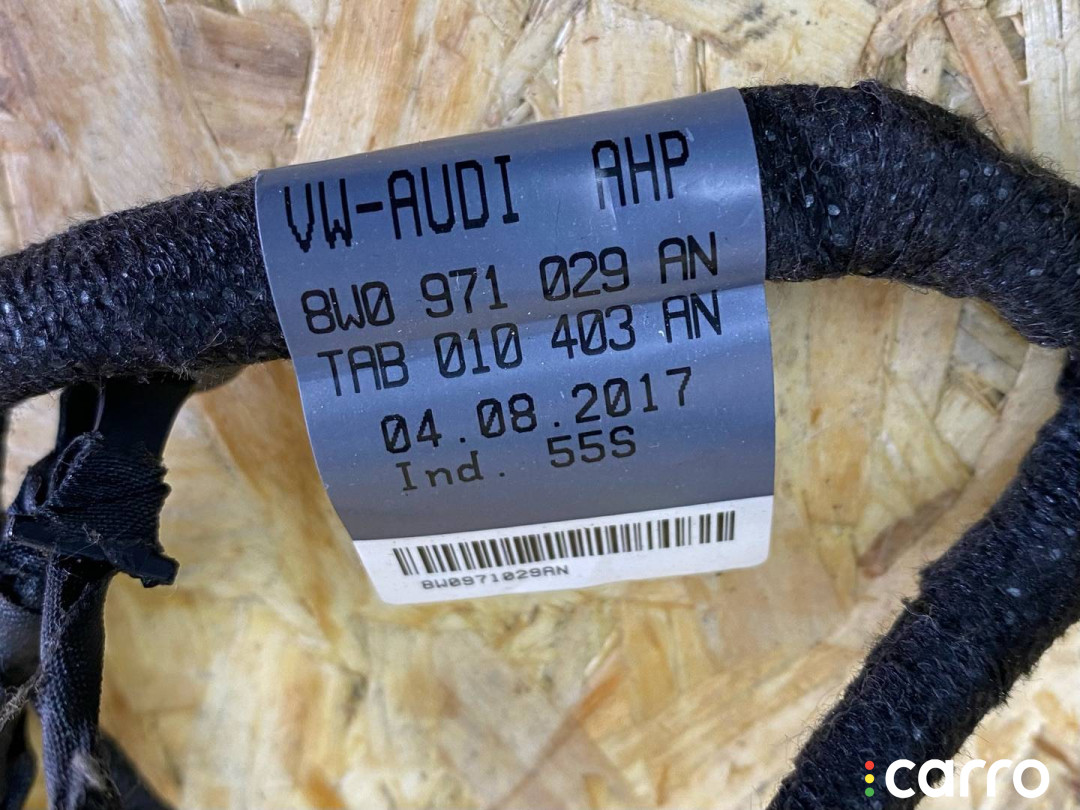 VW-AUDI AHP
8W0 971 029 AN
TAB 010 403 AN
04.08.2017
Ind. 55S
8W0971029AN
carro